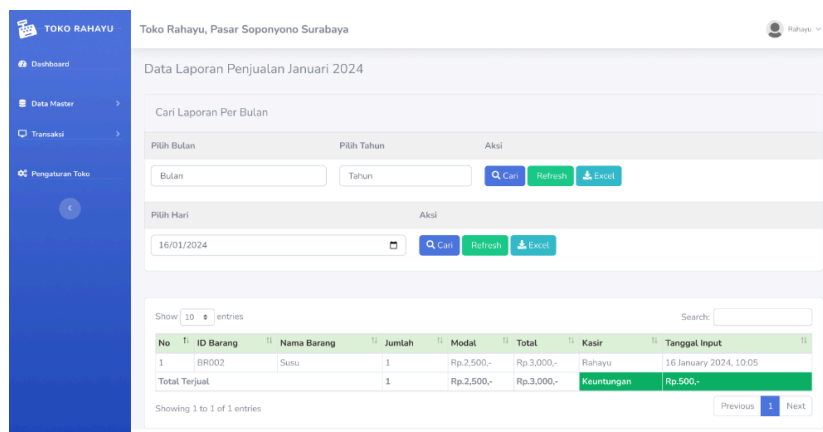 TOKO RAHAYU
Toko Rahayu, Pasar Soponyono Surabaya
Rahayu
Dashboard
Data Master
Transaksi
Pengaturan Toko
Data Laporan Penjualan Januari 2024
Cari Laporan Per Bulan
Pilih Bulan Pilih Tahun Aksi
Bulan Tahun Cari Refresh Excel
Pilih Hari Aksi
16/01/2024 Cari Refresh Excel
Show 10 entries Search:
No ID Barang Nama Barang Jumlah Modal Total Kasir Tanggal Input
1 BR002 Susu 1 Rp.2,500,- Rp.3,000,- Rahayu 16 January 2024, 10:05
Total Terjual 1 Rp.2,500,- Rp.3,000,- Keuntungan Rp.500,-
Showing 1 to 1 of 1 entries Previous 1 Next